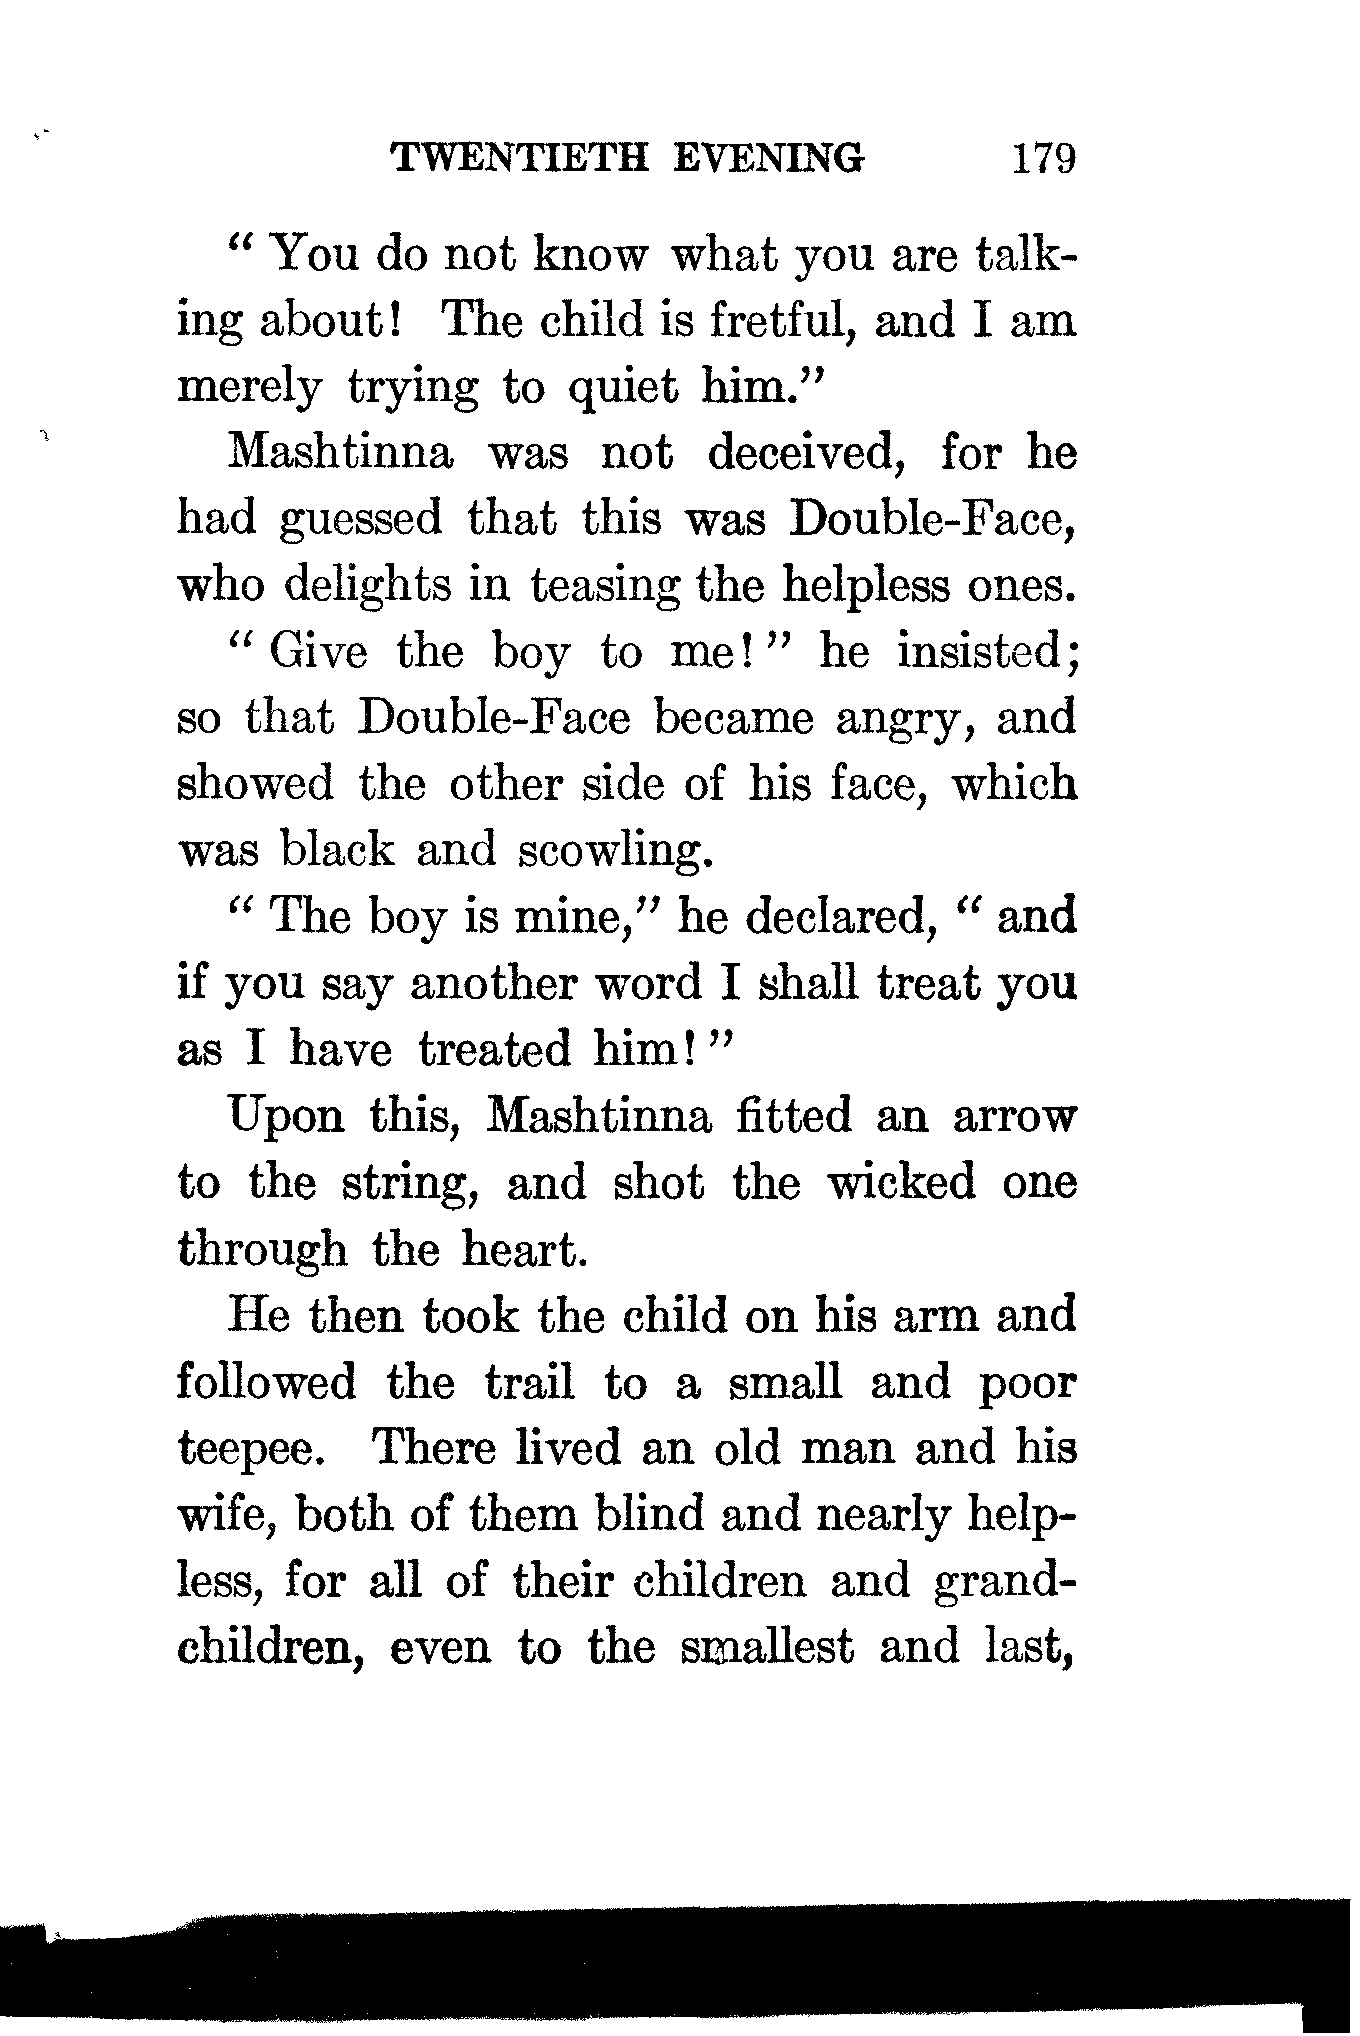 TWENTIETH EVENING 179
“ You do not know what you are talk-
ing about! The child is fretful, and I am
merely trying to quiet him.”
Mashtinna was not deceived, for he
had guessed that this was Double-Face,
who delights in teasing the helpless ones.
“ Give the boy to me! ” he insisted;
so that Double-Face became angry, and
showed the other side of his face, which
was black and scowling.
“ The boy is mine,” he declared, “ and
if you say another word I shall treat you
as I have treated him! ”
Upon this, Mashtinna fitted an arrow
to the string, and shot the wicked one
through the heart.
He then took the child on his arm and
followed the trail to a small and poor
teepee. There lived an old man and his
wife, both of them blind and nearly help-
less, for all of their children and grand-
children, even to the smallest and last,